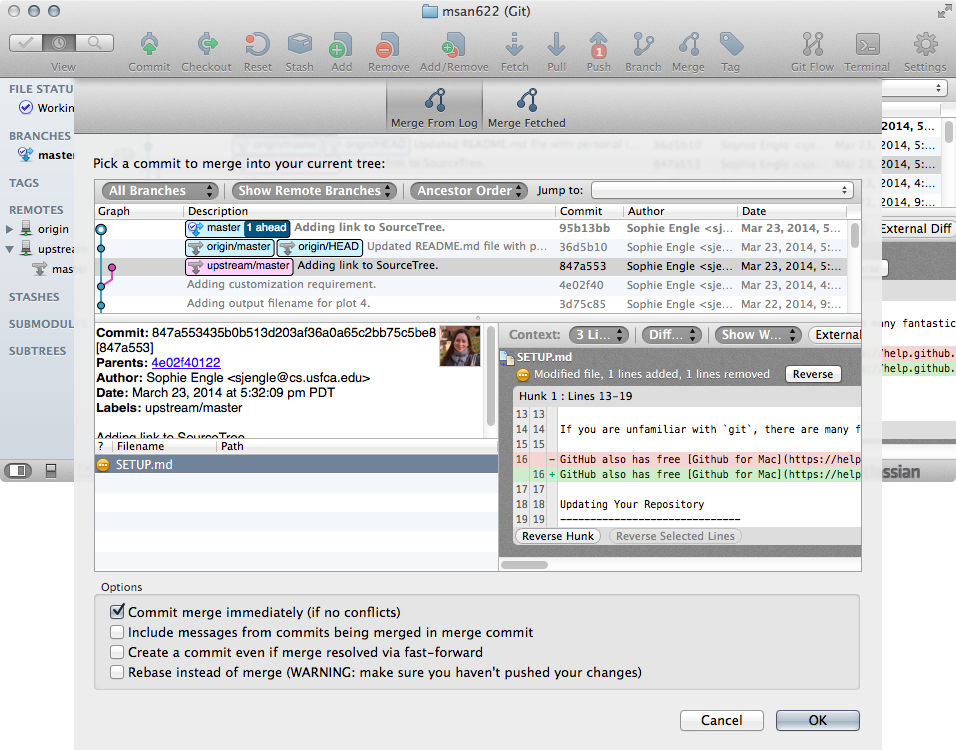 msan622 (Git)
View Commit Checkout Reset Stash Add Remove Add/Remove Fetch Pull 1 Push Branch Merge Tag Git Flow Terminal Settings
FILE STATU
Workin
BRANCHES
master
TAGS
REMOTES
origin
upstrea
mas
STASHES
SUBMODUL
SUBTREES
Merge From Log Merge Fetched
Pick a commit to merge into your current tree:
All Branches Show Remote Branches Ancestor Order Jump to:
Graph Description Commit Author Date
master 1 ahead Adding link to SourceTree. 95b13bb Sophie Engle <sj... Mar 23, 2014, 5...
origin/master origin/HEAD Updated README.md file with p... 36d5b10 Sophie Engle <sje... Mar 23, 2014, 5:...
upstream/master Adding link to SourceTree. 847a553 Sophie Engle <sje... Mar 23, 2014, 5:...
Adding customization requirement. 4e02f40 Sophie Engle <sje... Mar 23, 2014, 4:...
Adding output filename for plot 4. 3d75c85 Sophie Engle <sje... Mar 22, 2014, 9:...
Commit: 847a553435b0b513d203af36a0a65c2bb75c5be8
[847a553]
Parents: 4e02f40122
Author: Sophie Engle <sjengle@cs.usfca.edu>
Date: March 23, 2014 at 5:32:09 pm PDT
Labels: upstream/master
Adding link to SourceTree
? Filename Path
SETUP.md
Context: 3 Li... Diff... Show W... External
SETUP.md
Modified file, 1 lines added, 1 lines removed Reverse
Hunk 1 : Lines 13-19
13 13
14 14 If you are unfamiliar with `git`, there are many f
15 15
16 - GitHub also has free [Github for Mac](https://help
16 + GitHub also has free [Github for Mac](https://help
17 17
18 18 Updating Your Repository
19 19 ------------------------------
Reverse Hunk Reverse Selected Lines
2014, 5...
2014, 5:...
2014, 5:...
2014, 4:...
2014, 9:...
External Diff
any fantastic
/help.github.
/help.github.
assian
Options
Commit merge immediately (if no conflicts)
Include messages from commits being merged in merge commit
Create a commit even if merge resolved via fast-forward
Rebase instead of merge (WARNING: make sure you haven't pushed your changes)
Cancel OK